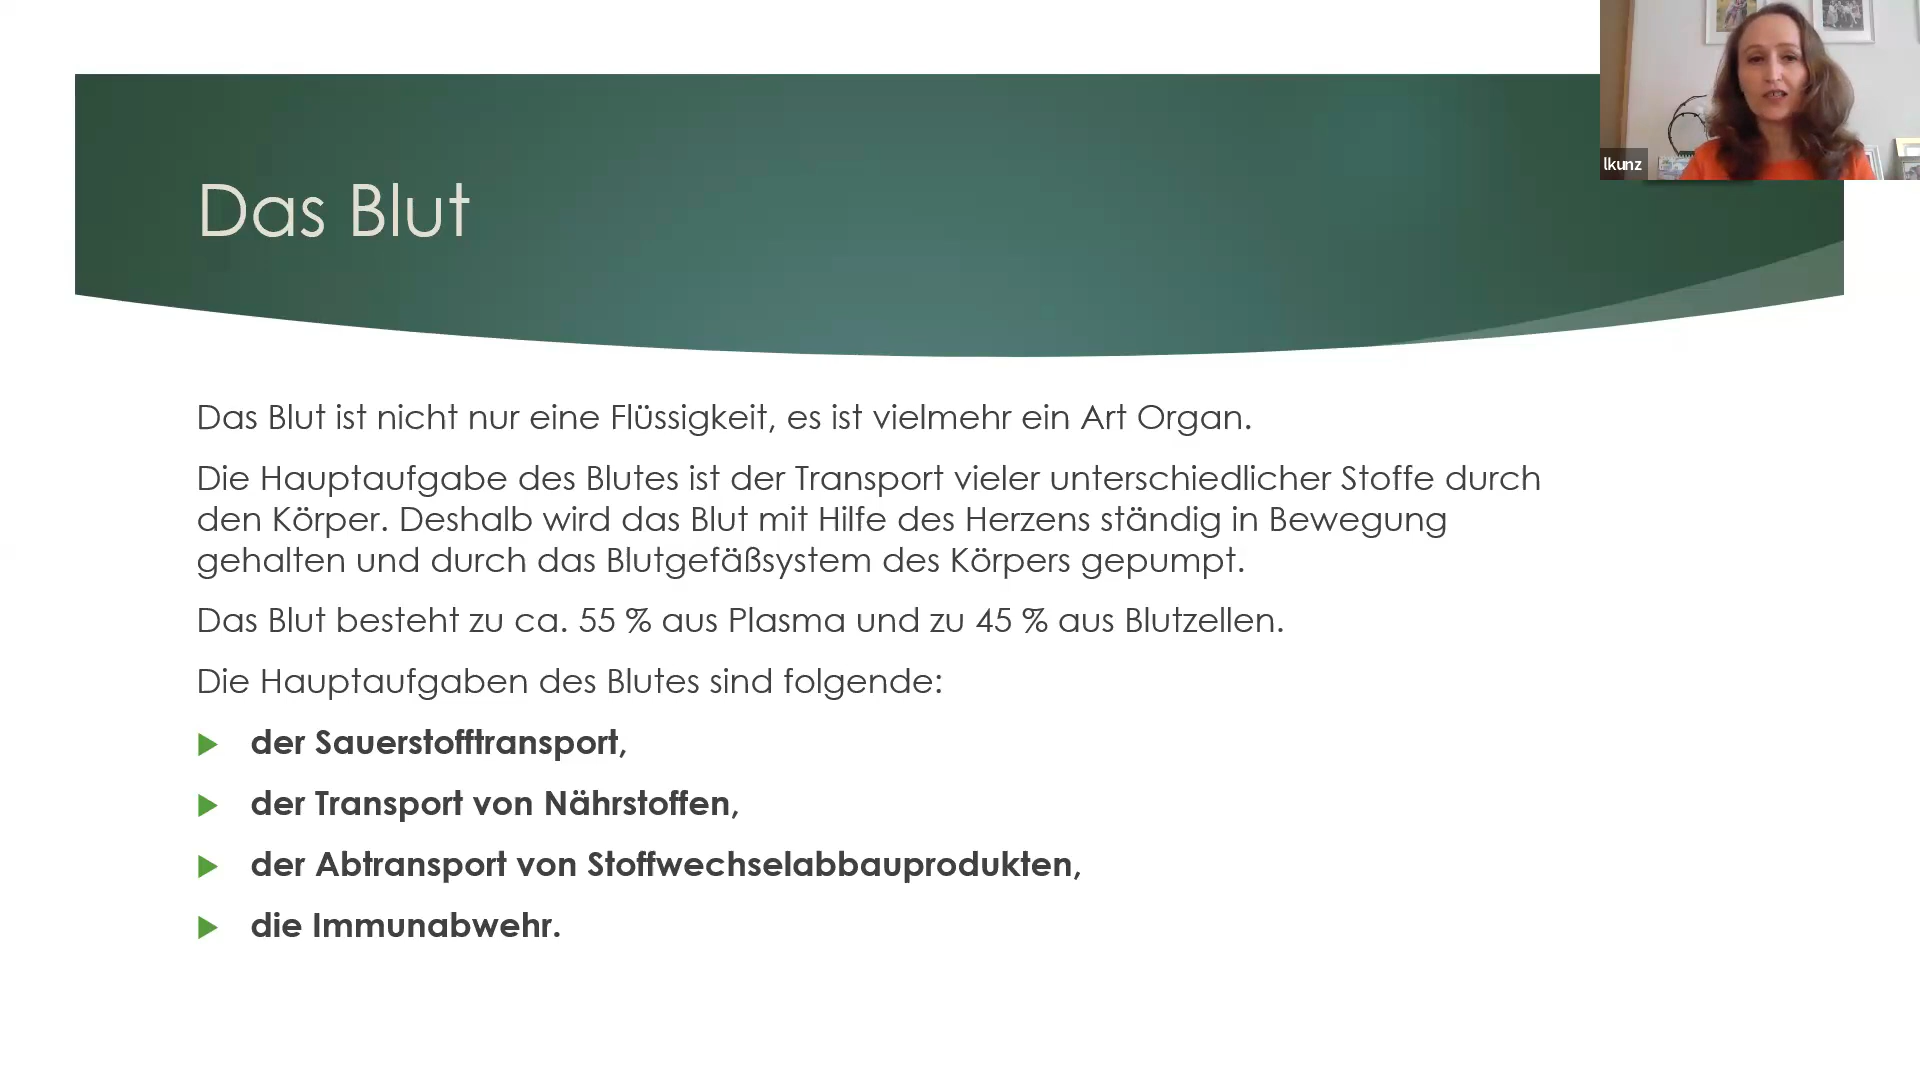 lkunz
Das Blut
Das Blut ist nicht nur eine Flüssigkeit, es ist vielmehr ein Art Organ.
Die Hauptaufgabe des Blutes ist der Transport vieler unterschiedlicher Stoffe durch
den Körper. Deshalb wird das Blut mit Hilfe des Herzens ständig in Bewegung
gehalten und durch das Blutgefäßsystem des Körpers gepumpt.
Das Blut besteht zu ca. 55 % aus Plasma und zu 45 % aus Blutzellen.
Die Hauptaufgaben des Blutes sind folgende:
der Sauerstofftransport,
der Transport von Nährstoffen,
der Abtransport von Stoffwechselabbauprodukten,
die Immunabwehr.